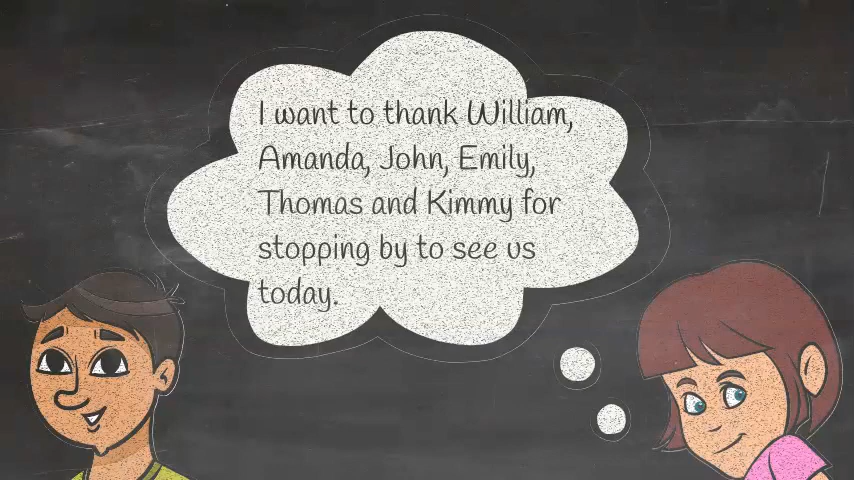 I want to thank William,
Amanda, John, Emily,
Thomas and Kimmy for
stopping by to see us
today.